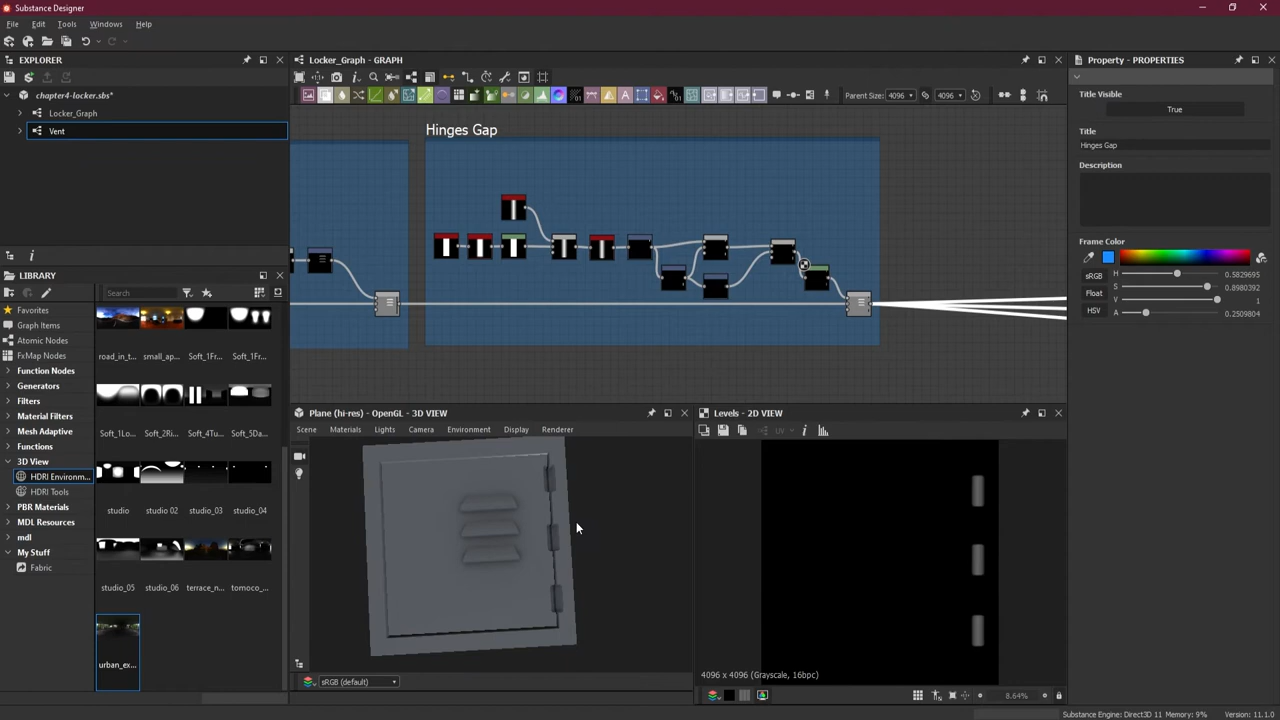 Substance Designer
File Edit Tools Windows Help
EXPLORER
chapter4-locker.sbs*
Locker_Graph
Vent
LIBRARY
Search
Favorites
Graph Items
Atomic Nodes
FxMap Nodes
Function Nodes
Generators
Filters
Material Filters
Mesh Adaptive
Functions
3D View
HDRI Environm...
HDRI Tools
PBR Materials
MDL Resources
mdl
My Stuff
Fabric
road_in_t... small_ap... Soft_1Fr... Soft_1Fr...
Soft_1Lo... Soft_2Ri... Soft_4Tu... Soft_5Da...
studio studio 02 studio_03 studio_04
studio_05 studio_06 terrace_n... tomoco_...
urban_ex...
Locker_Graph - GRAPH
Parent Size: 4096 4096
Hinges Gap
Plane (hi-res) - OpenGL - 3D VIEW
Scene Materials Lights Camera Environment Display Renderer
sRGB (default)
Levels - 2D VIEW
UV
4096 x 4096 (Grayscale, 16bpc)
8.64%
Property - PROPERTIES
Title Visible
True
Title
Hinges Gap
Description
Frame Color
sRGB
Float
HSV
H 0.5829695
S 0.8980392
V 1
A 0.2509804
Substance Engine: Direct3D 11 Memory: 9% Version: 11.1.0